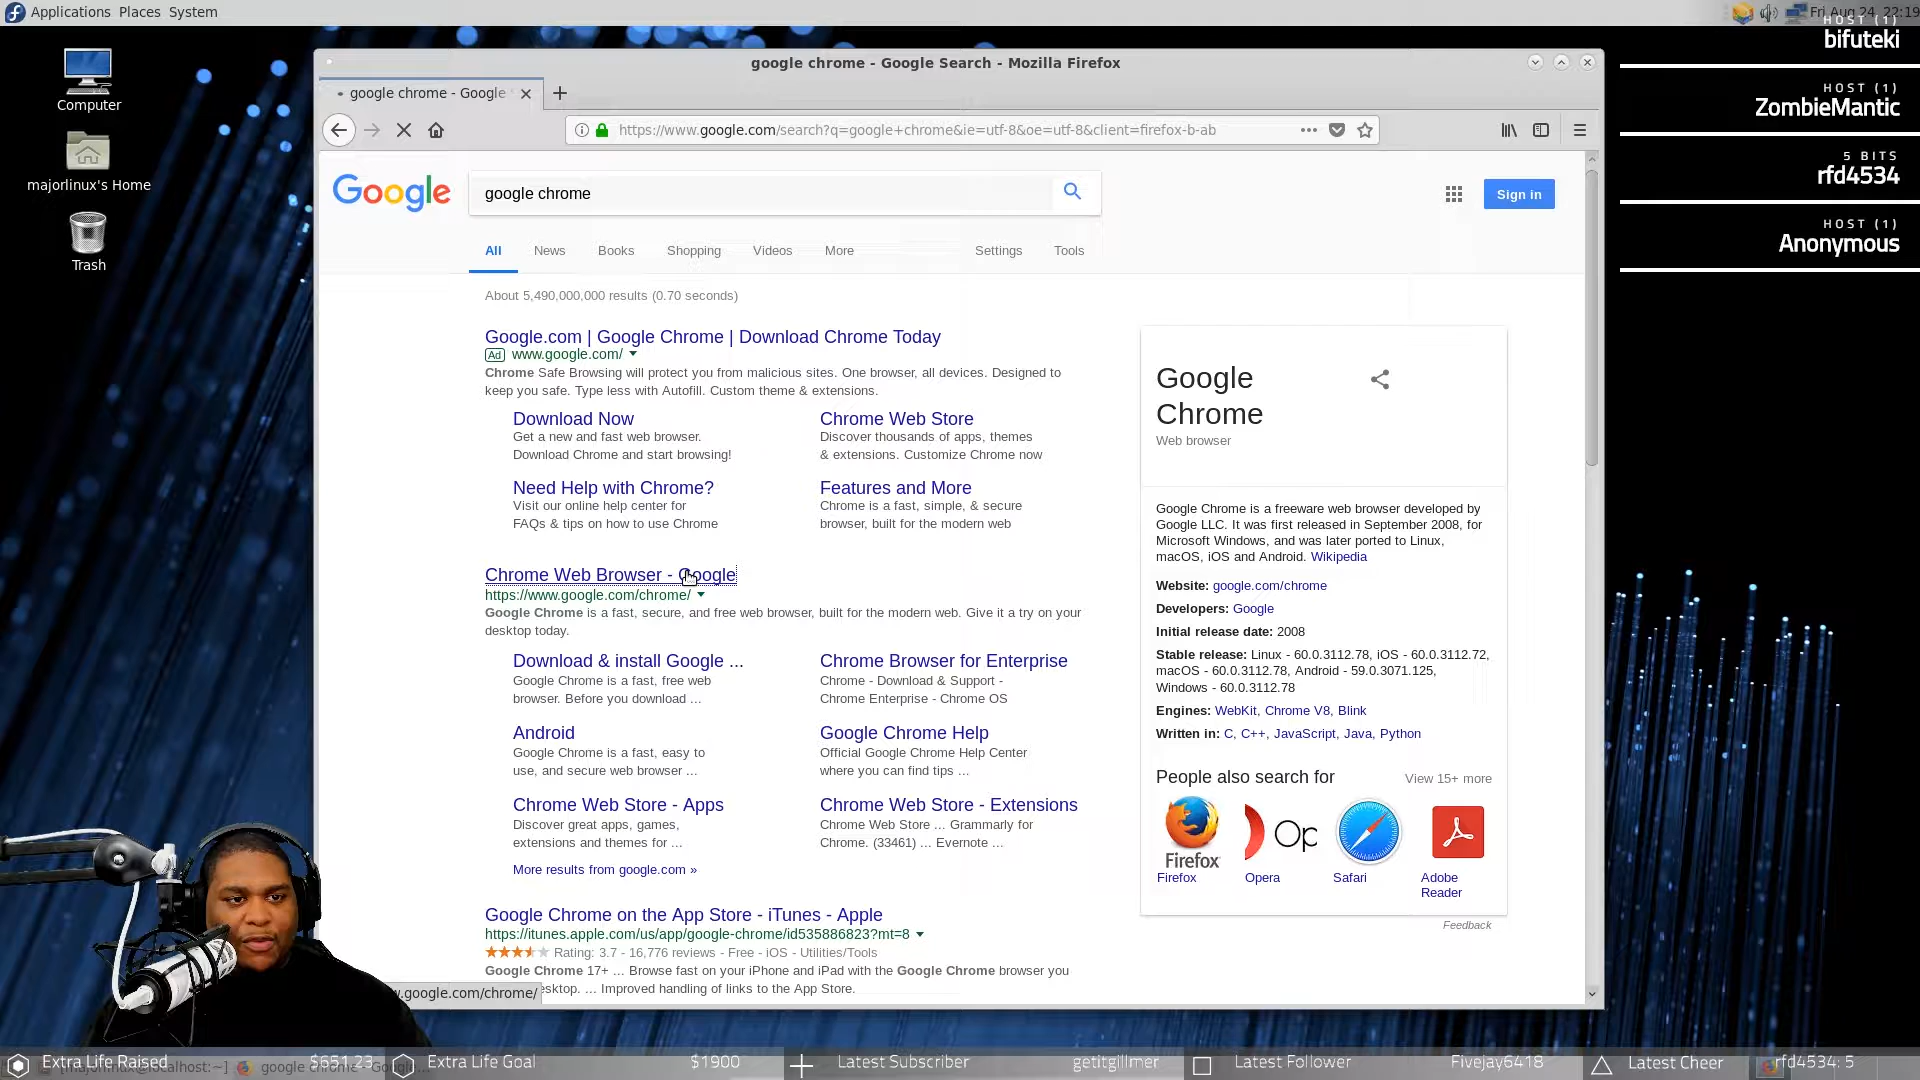 Applications Places System
Fri Aug 24, 22:19
HOST (1)
bifuteki
HOST (1)
ZombieMantic
5 BITS
rfd4534
HOST (1)
Anonymous
Computer
majorlinux's Home
Trash
google chrome - Google Search - Mozilla Firefox
google chrome - Google
https://www.google.com/search?q=google+chrome&ie=utf-8&oe=utf-8&client=firefox-b-ab
Google
google chrome
Sign in
All News Books Shopping Videos More Settings Tools
About 5,490,000,000 results (0.70 seconds)
Google.com | Google Chrome | Download Chrome Today
Ad www.google.com/
Chrome Safe Browsing will protect you from malicious sites. One browser, all devices. Designed to
keep you safe. Type less with Autofill. Custom theme & extensions.
Download Now
Get a new and fast web browser.
Download Chrome and start browsing!
Chrome Web Store
Discover thousands of apps, themes
& extensions. Customize Chrome now
Need Help with Chrome?
Visit our online help center for
FAQs & tips on how to use Chrome
Features and More
Chrome is a fast, simple, & secure
browser, built for the modern web
Chrome Web Browser - Google
https://www.google.com/chrome/
Google Chrome is a fast, secure, and free web browser, built for the modern web. Give it a try on your
desktop today.
Download & install Google ...
Google Chrome is a fast, free web
browser. Before you download ...
Chrome Browser for Enterprise
Chrome - Download & Support -
Chrome Enterprise - Chrome OS
Android
Google Chrome is a fast, easy to
use, and secure web browser ...
Google Chrome Help
Official Google Chrome Help Center
where you can find tips ...
Chrome Web Store - Apps
Discover great apps, games,
extensions and themes for ...
Chrome Web Store - Extensions
Chrome Web Store ... Grammarly for
Chrome. (33461) ... Evernote ...
More results from google.com »
Google Chrome on the App Store - iTunes - Apple
https://itunes.apple.com/us/app/google-chrome/id535886823?mt=8
Rating: 3.7 - 16,776 reviews - Free - iOS - Utilities/Tools
Google Chrome 17+ ... Browse fast on your iPhone and iPad with the Google Chrome browser you
esktop. ... Improved handling of links to the App Store.
w.google.com/chrome/
Google
Chrome
Web browser
Google Chrome is a freeware web browser developed by
Google LLC. It was first released in September 2008, for
Microsoft Windows, and was later ported to Linux,
macOS, iOS and Android. Wikipedia
Website: google.com/chrome
Developers: Google
Initial release date: 2008
Stable release: Linux - 60.0.3112.78, iOS - 60.0.3112.72,
macOS - 60.0.3112.78, Android - 59.0.3071.125,
Windows - 60.0.3112.78
Engines: WebKit, Chrome V8, Blink
Written in: C, C++, JavaScript, Java, Python
People also search for
View 15+ more
Firefox
Op
Firefox
Opera
Safari
Adobe
Reader
Feedback
Extra Life Raised $651.23
Extra Life Goal $1900
Latest Subscriber getitgillmer
Latest Follower Fivejay6418
Latest Cheer rfd4534: 5
[majorlinux@localhost:~]
google chrome - Google